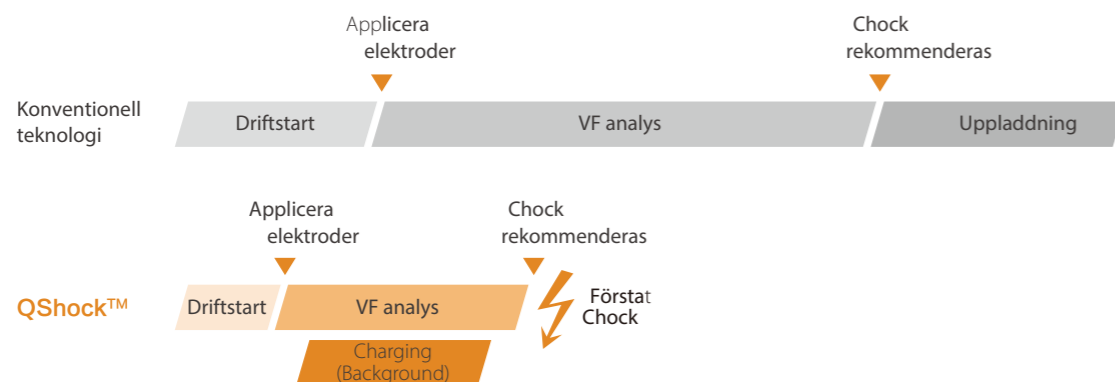 Applicera
elektroder
Chock
rekommenderas
Konventionell
teknologi
Driftstart
VF analys
Uppladdning
Applicera
elektroder
Chock
rekommenderas
QShock™
Driftstart
VF analys
Förstat
Chock
Charging
(Background)